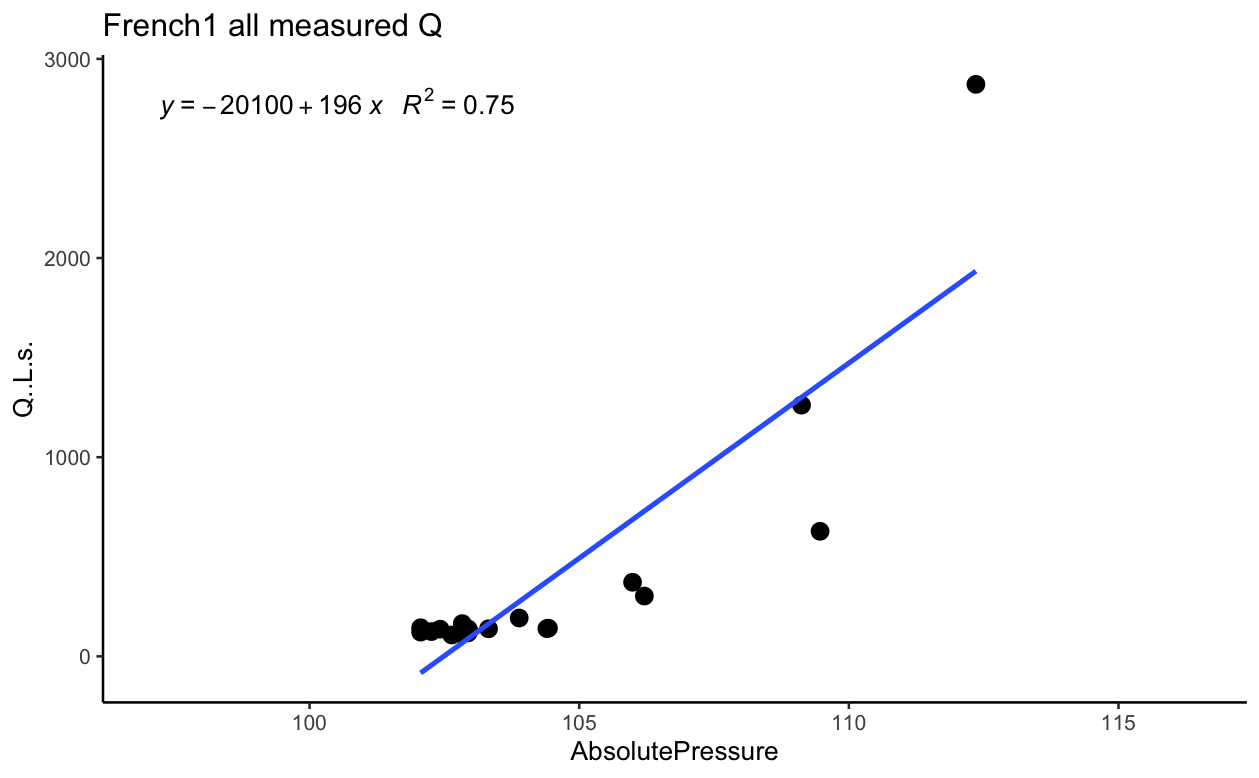 French1 all measured Q
3000
y = −20100 + 196 x R² = 0.75
2000
Q..L.s.
1000
0
100 105 110 115
AbsolutePressure